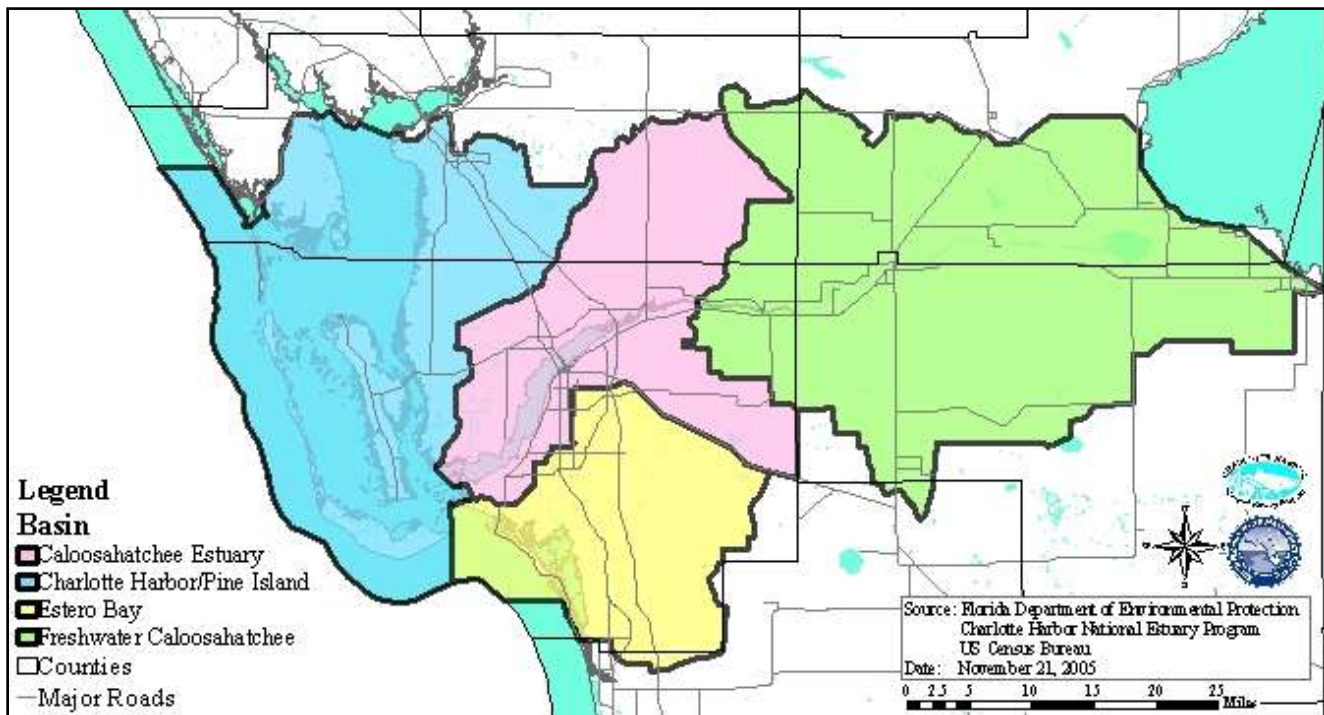 Legend
Basin
Caloosahatchee Estuary
Charlotte Harbor/Pine Island
Estero Bay
Freshwater Caloosahatchee
Counties
Major Roads
Source: Florida Department of Environmental Protection
Charlotte Harbor National Estuary Program
US Census Bureau
Date: November 21, 2005
0 2.5 5 10 15 20 25
Miles